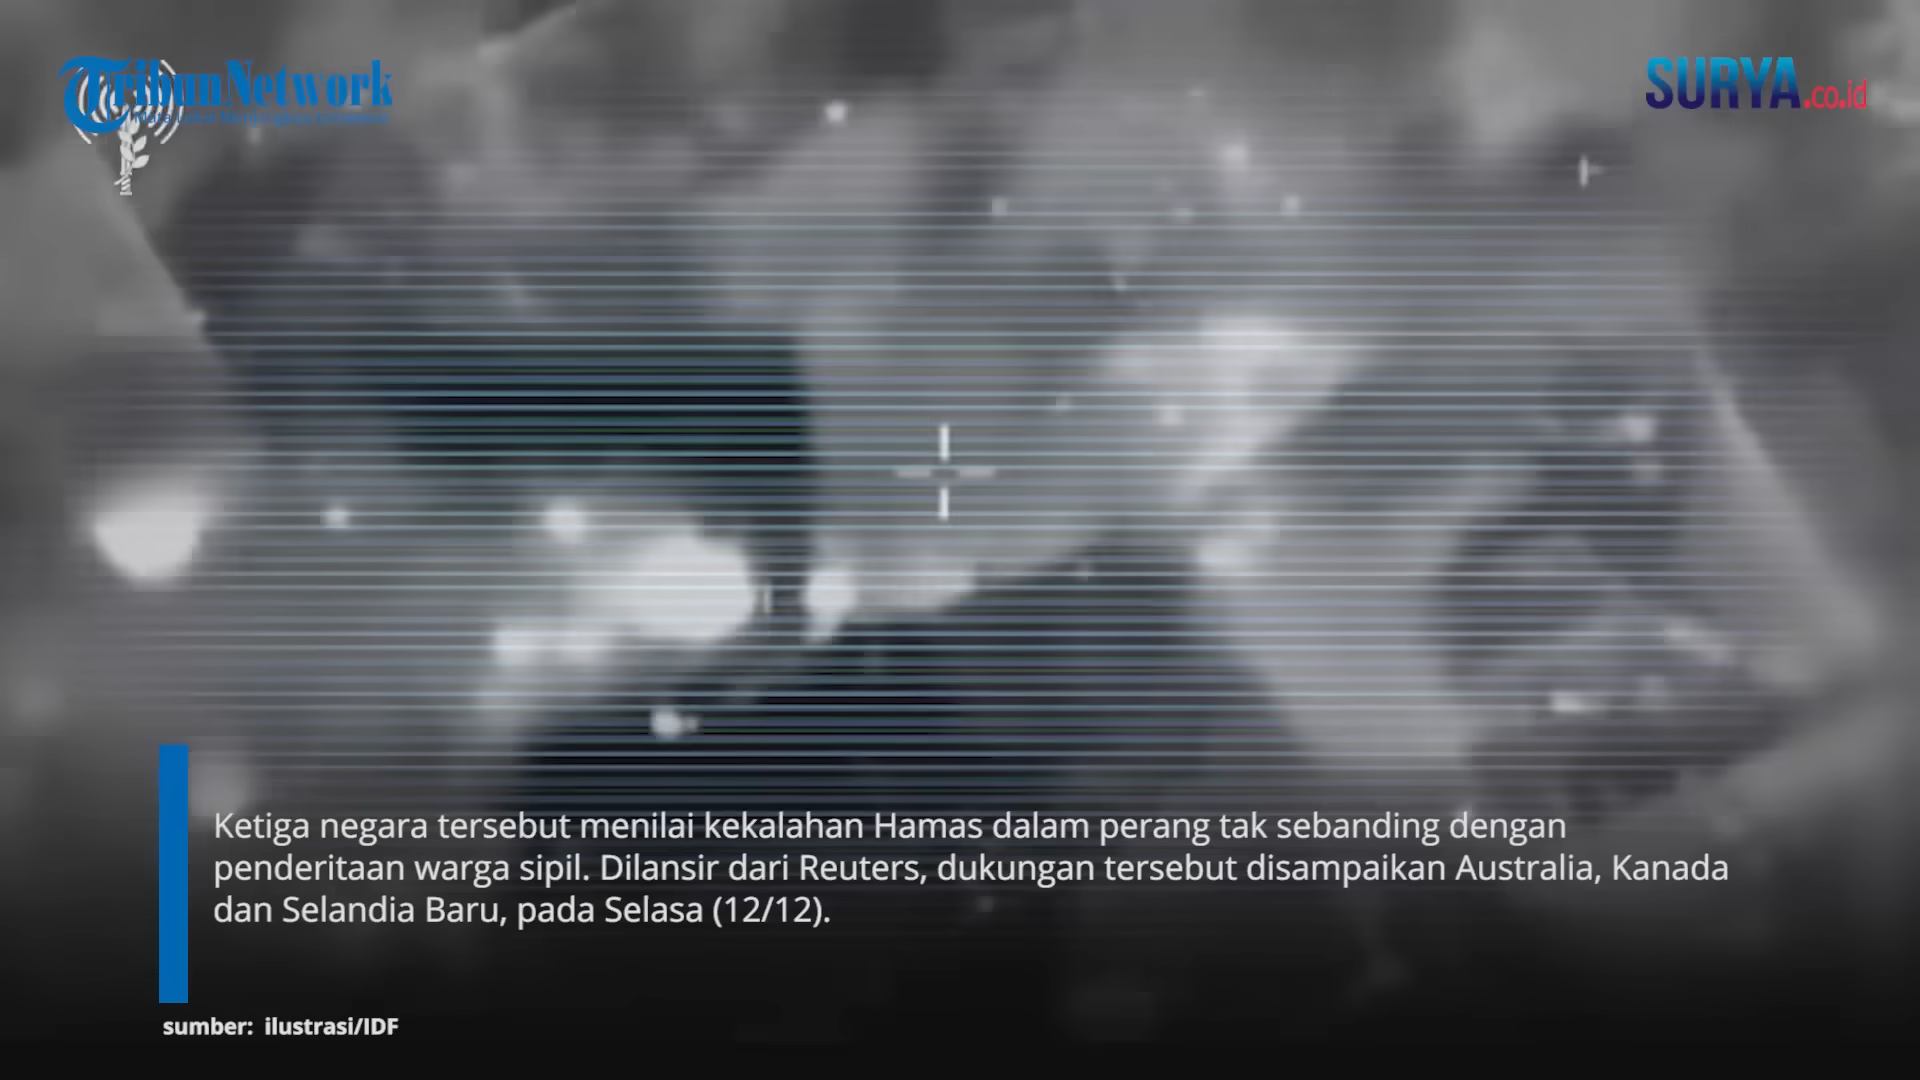 TribunNetwork
SURYA.co.id
Ketiga negara tersebut menilai kekalahan Hamas dalam perang tak sebanding dengan
penderitaan warga sipil. Dilansir dari Reuters, dukungan tersebut disampaikan Australia, Kanada
dan Selandia Baru, pada Selasa (12/12).
sumber: ilustrasi/IDF